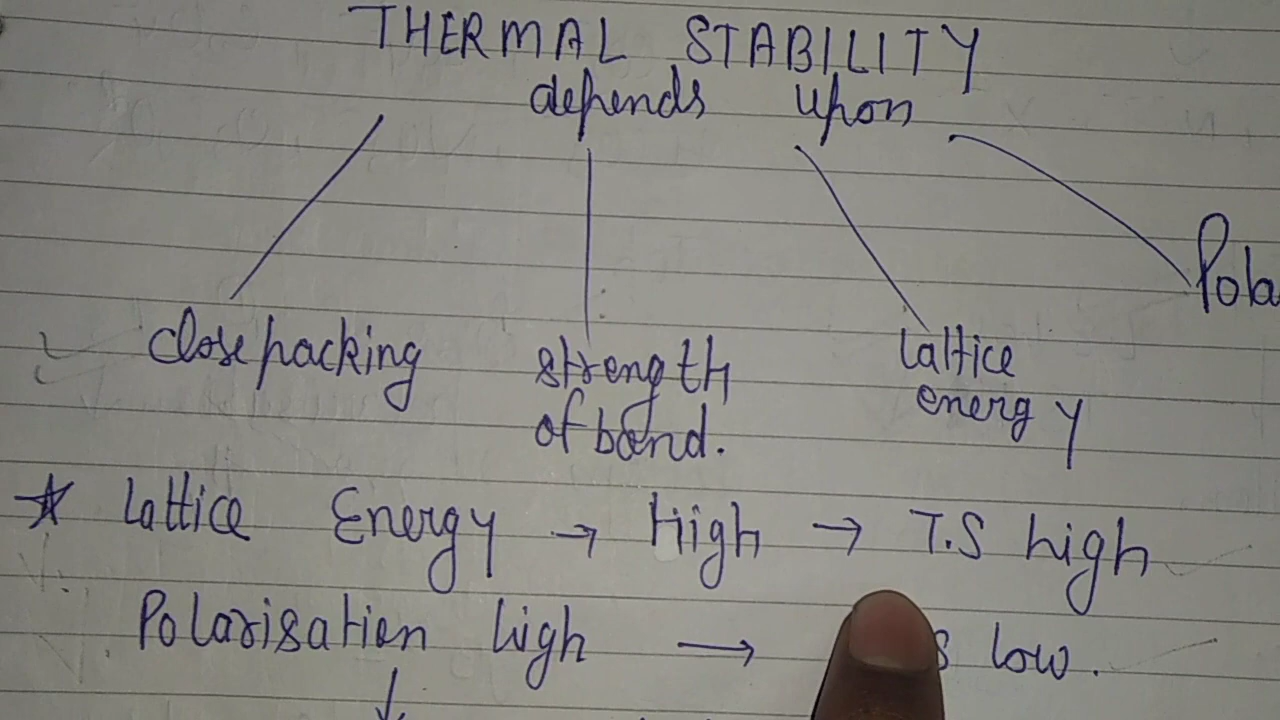 THERMAL STABILITY
depends upon
Pola
close packing
strength
of bond.
lattice
energy
☆ Lattice Energy → High → T.S high
Polarisation high → S low.